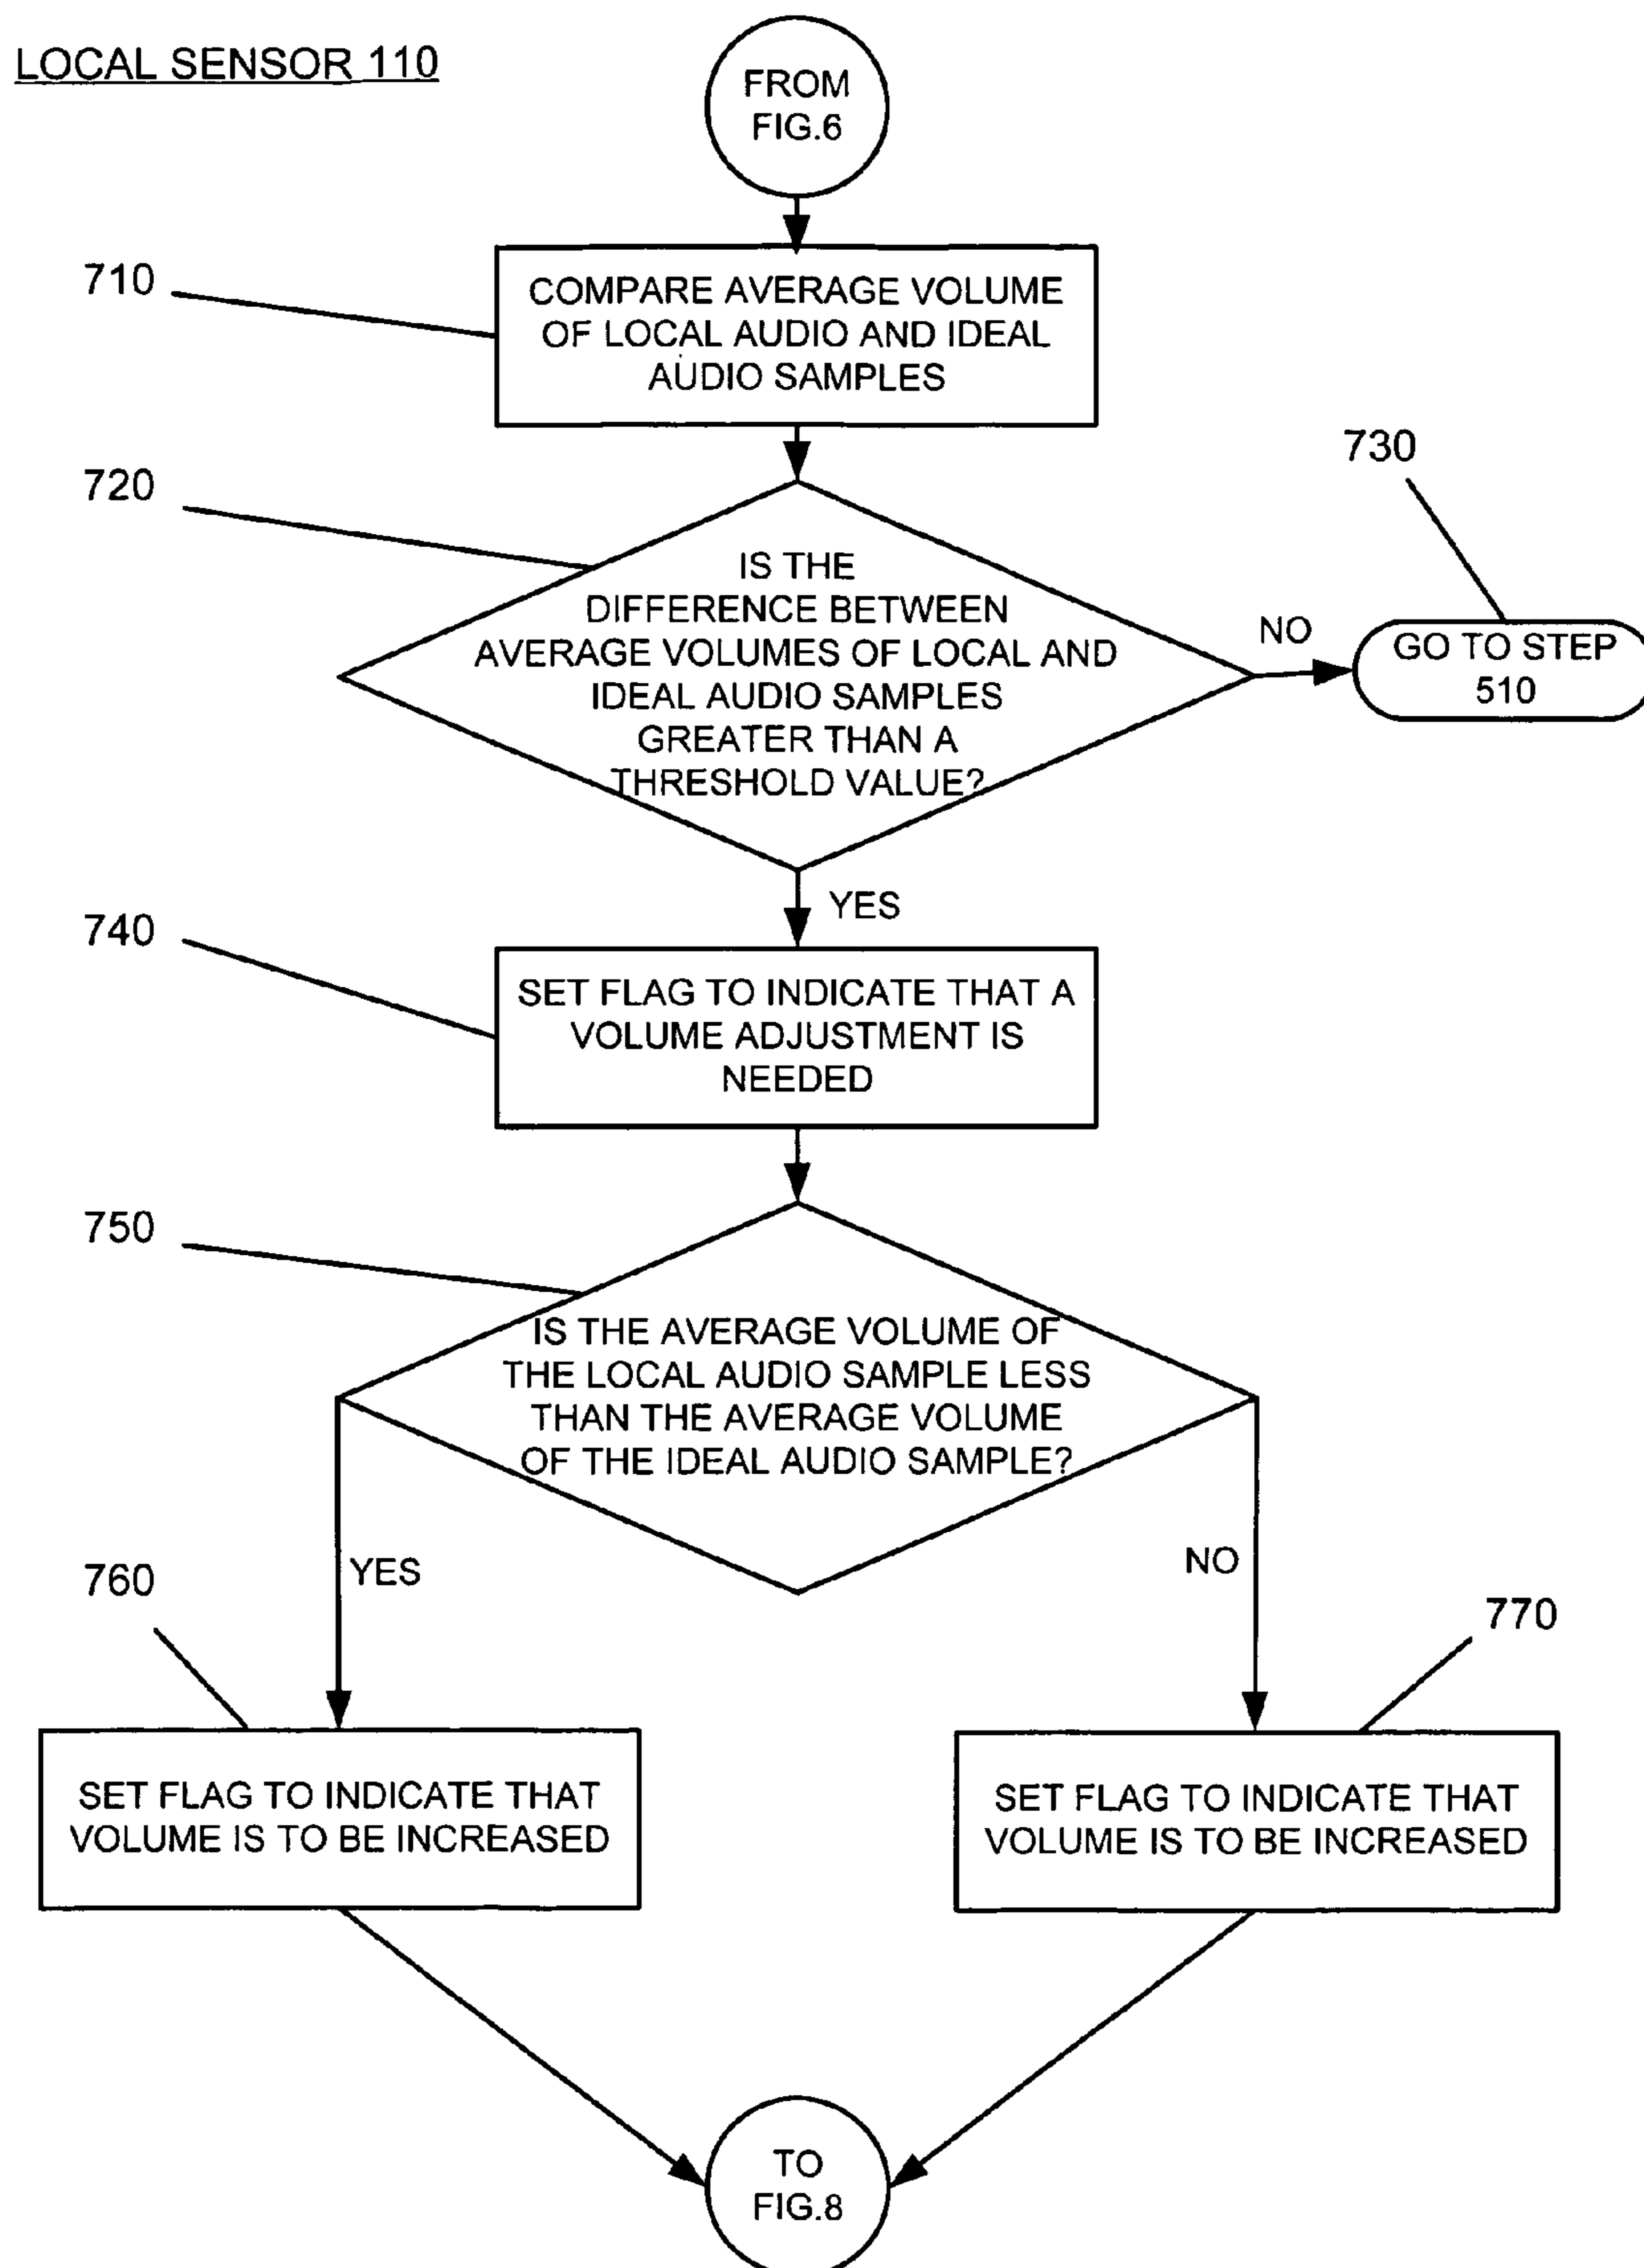 LOCAL SENSOR 110
FROM
FIG.6
710
COMPARE AVERAGE VOLUME
OF LOCAL AUDIO AND IDEAL
AUDIO SAMPLES
720
IS THE
DIFFERENCE BETWEEN
AVERAGE VOLUMES OF LOCAL AND
IDEAL AUDIO SAMPLES
GREATER THAN A
THRESHOLD VALUE?
730
NO
GO TO STEP
510
YES
740
SET FLAG TO INDICATE THAT A
VOLUME ADJUSTMENT IS
NEEDED
750
IS THE AVERAGE VOLUME OF
THE LOCAL AUDIO SAMPLE LESS
THAN THE AVERAGE VOLUME
OF THE IDEAL AUDIO SAMPLE?
YES
NO
760
770
SET FLAG TO INDICATE THAT
VOLUME IS TO BE INCREASED
SET FLAG TO INDICATE THAT
VOLUME IS TO BE INCREASED
TO
FIG.8